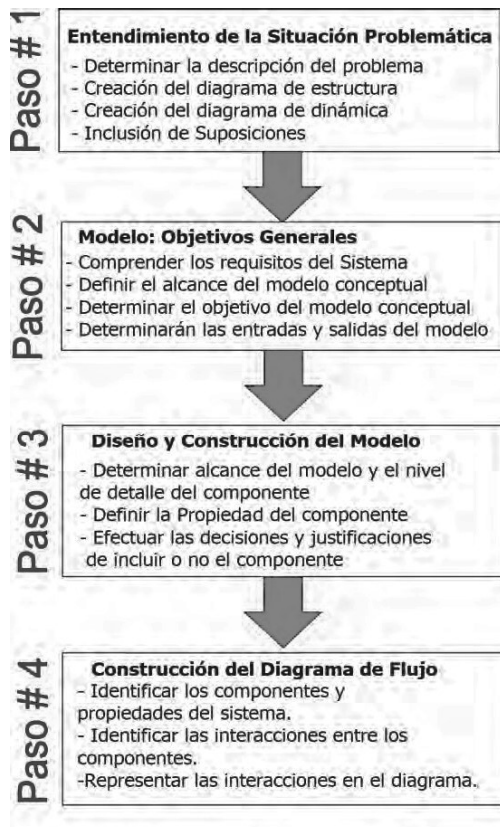 Paso # 1
Entendimiento de la Situación Problemática
- Determinar la descripción del problema
- Creación del diagrama de estructura
- Creación del diagrama de dinámica
- Inclusión de Suposiciones
Paso # 2
Modelo: Objetivos Generales
- Comprender los requisitos del Sistema
- Definir el alcance del modelo conceptual
- Determinar el objetivo del modelo conceptual
- Determinarán las entradas y salidas del modelo
Paso # 3
Diseño y Construcción del Modelo
- Determinar alcance del modelo y el nivel
de detalle del componente
- Definir la Propiedad del componente
- Efectuar las decisiones y justificaciones
de incluir o no el componente
Paso # 4
Construcción del Diagrama de Flujo
- Identificar los componentes y
propiedades del sistema.
- Identificar las interacciones entre los
componentes.
-Representar las interacciones en el diagrama.